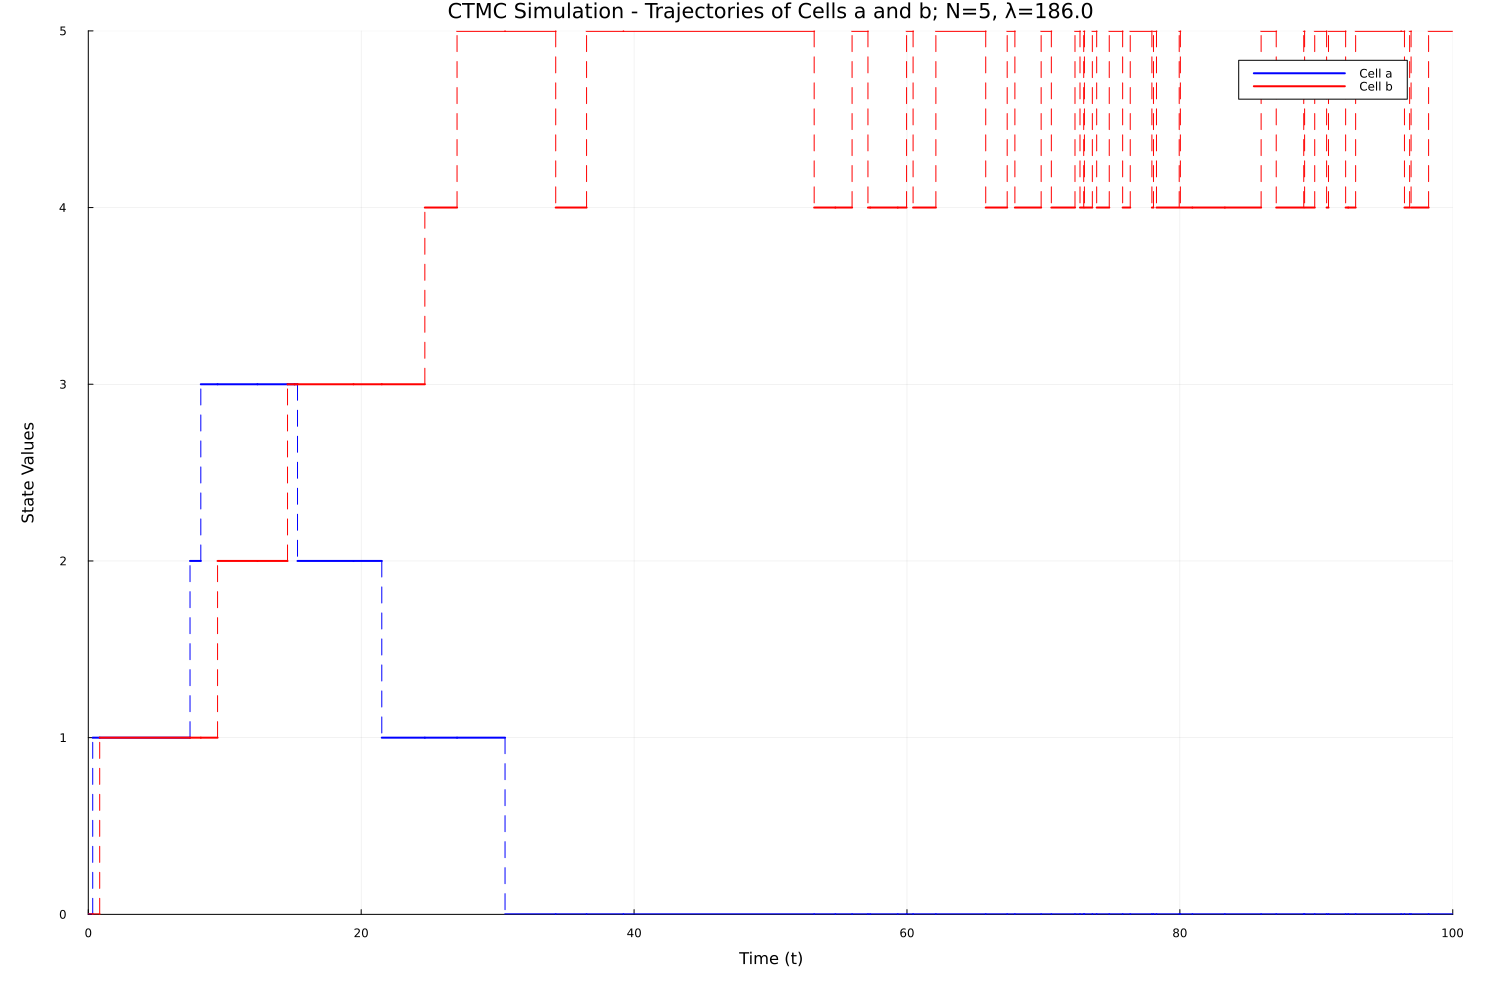 CTMC Simulation - Trajectories of Cells a and b; N=5, λ=186.0
5
Cell a
Cell b
4
3
State Values
2
1
0
0 20 40 60 80 100
Time (t)